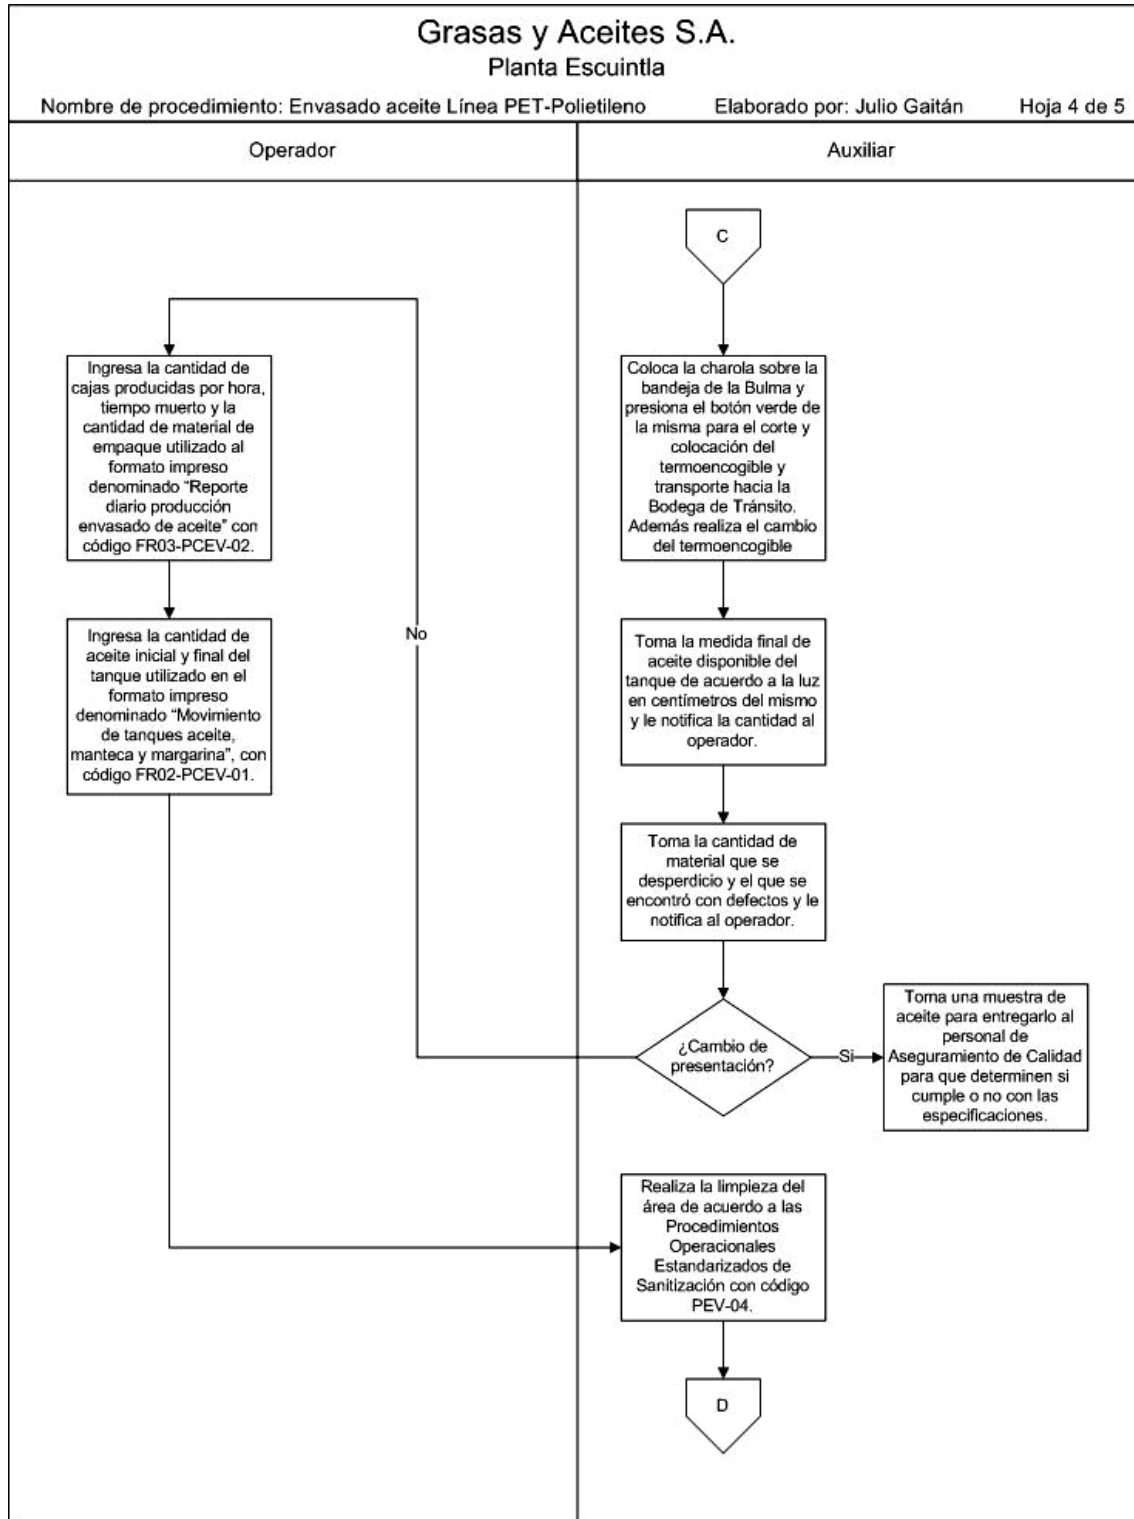 Grasas y Aceites S.A.
Planta Escuintla
Nombre de procedimiento: Envasado aceite Línea PET-Polietileno Elaborado por: Julio Gaitán Hoja 4 de 5
Operador
Auxiliar
C
Ingresa la cantidad de
cajas producidas por hora,
tiempo muerto y la
cantidad de material de
empaque utilizado al
formato impreso
denominado “Reporte
diario producción
envasado de aceite” con
código FR03-PCEV-02.
Coloca la charola sobre la
bandeja de la Bulma y
presiona el botón verde de
la misma para el corte y
colocación del
termoencogible y
transporte hacia la
Bodega de Tránsito.
Además realiza el cambio
del termoencogible
Ingresa la cantidad de
aceite inicial y final del
tanque utilizado en el
formato impreso
denominado “Movimiento
de tanques aceite,
manteca y margarina”, con
código FR02-PCEV-01.
No
Toma la medida final de
aceite disponible del
tanque de acuerdo a la luz
en centímetros del mismo
y le notifica la cantidad al
operador.
Toma la cantidad de
material que se
desperdicio y el que se
encontró con defectos y le
notifica al operador.
¿Cambio de
presentación?
Si
Toma una muestra de
aceite para entregarlo al
personal de
Aseguramiento de Calidad
para que determinen si
cumple o no con las
especificaciones.
Realiza la limpieza del
área de acuerdo a las
Procedimientos
Operacionales
Estandarizados de
Sanitización con código
PEV-04.
D